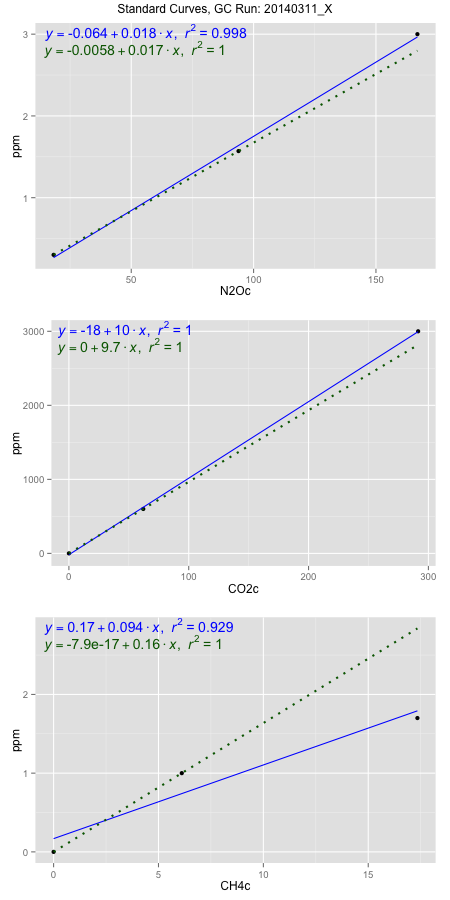 Standard Curves, GC Run: 20140311_X
y = -0.064 + 0.018 · x, r² = 0.998
y = -0.0058 + 0.017 · x, r² = 1
3
2
1
ppm
50 100 150
N2Oc
y = -18 + 10 · x, r² = 1
y = 0 + 9.7 · x, r² = 1
3000
2000
1000
0
ppm
0 100 200 300
CO2c
y = 0.17 + 0.094 · x, r² = 0.929
y = -7.9e-17 + 0.16 · x, r² = 1
2
1
0
ppm
0 5 10 15
CH4c